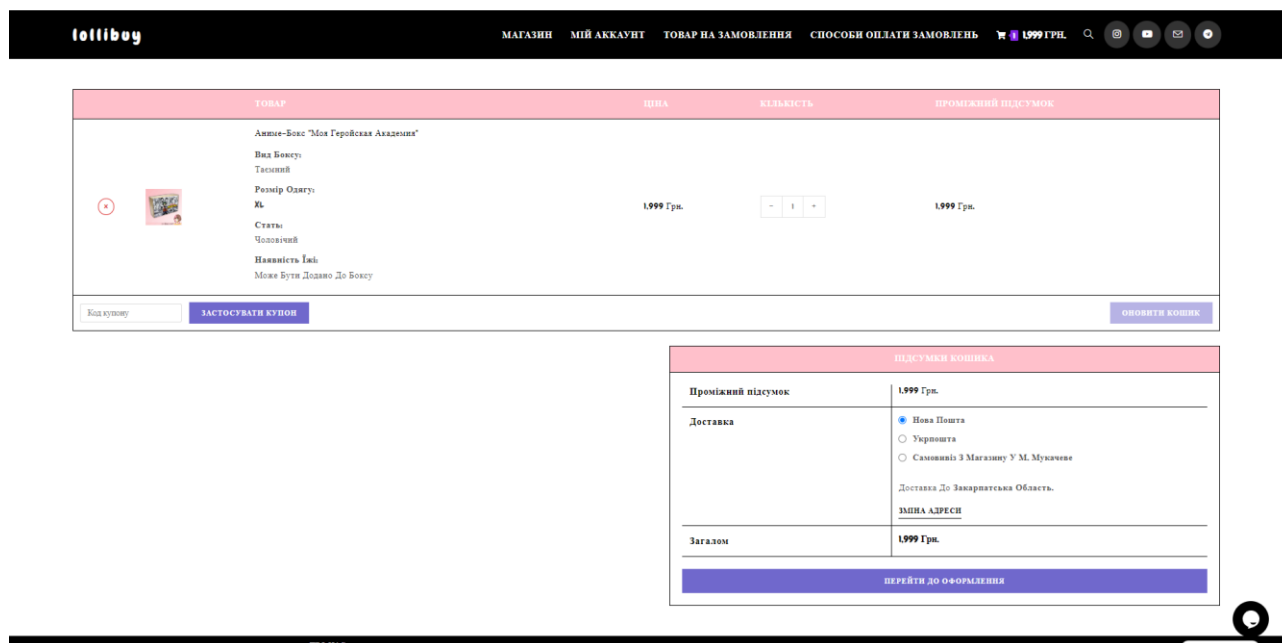 lollibuy
МАГАЗИН МІЙ АККАУНТ ТОВАР НА ЗАМОВЛЕННЯ СПОСОБИ ОПЛАТИ ЗАМОВЛЕНЬ 1 1,999 ГРН.
ТОВАР ЦІНА КІЛЬКІСТЬ ПРОМІЖНИЙ ПІДСУМОК
Аниме-Бокс "Моя Геройская Академия"
Вид Боксу:
Таємний
Розмір Одягу:
XL
× 1,999 Грн. - 1 + 1,999 Грн.
Стать:
Чоловічий
Наявність Їжі:
Може Бути Додано До Боксу
Код купону ЗАСТОСУВАТИ КУПОН ОНОВИТИ КОШИК
ПІДСУМКИ КОШИКА
Проміжний підсумок 1,999 Грн.
Доставка Нова Пошта
Укрпошта
Самовивіз З Магазину У М. Мукачеве
Доставка До Закарпатська Область.
ЗМІНА АДРЕСИ
Загалом 1,999 Грн.
ПЕРЕЙТИ ДО ОФОРМЛЕННЯ